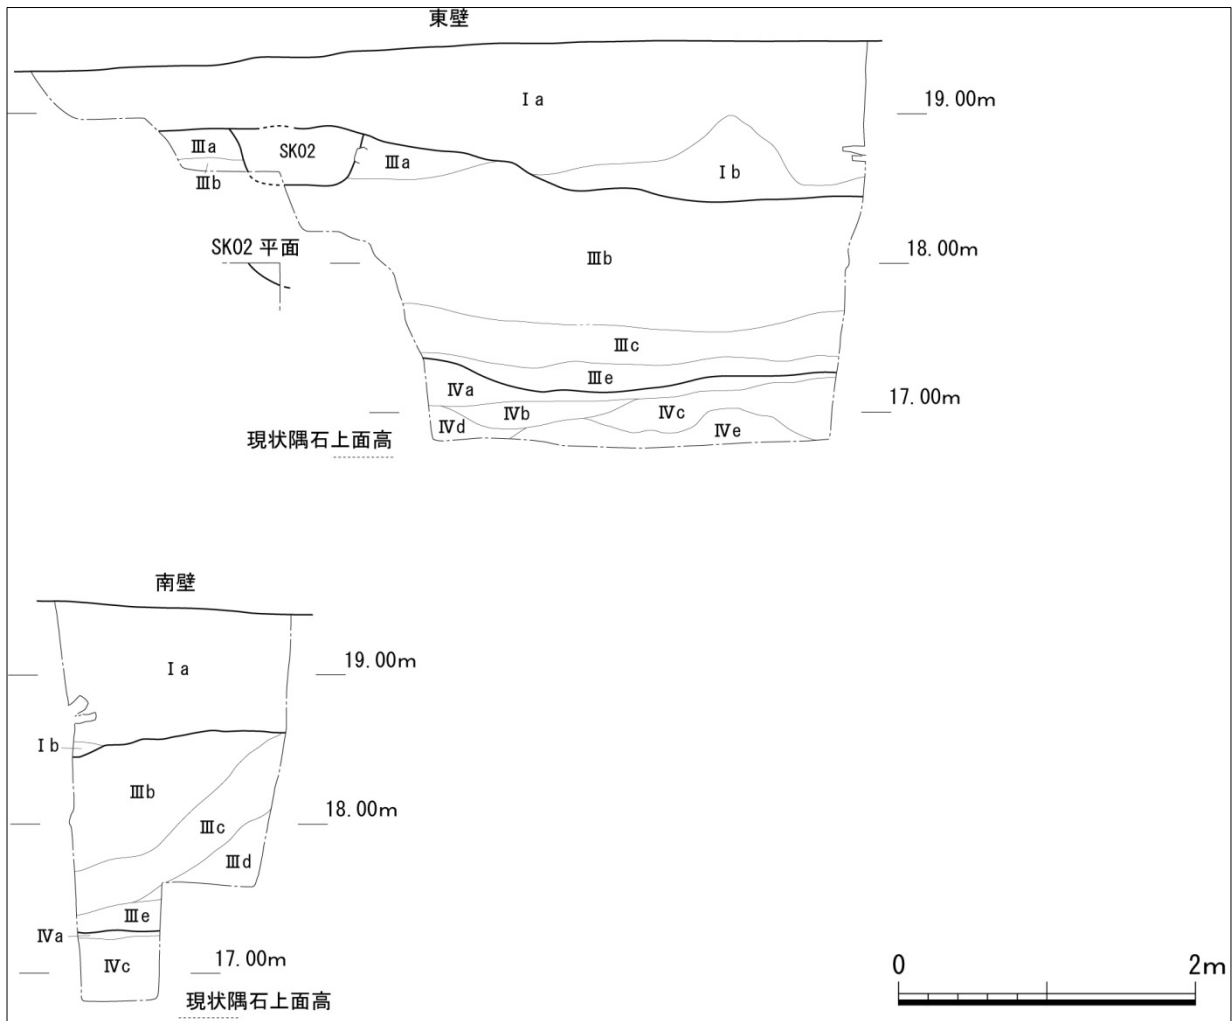 東壁
Ⅰa
19.00m
Ⅲa
SK02
Ⅲa
Ⅰb
Ⅲb
SK02 平面
Ⅲb
18.00m
Ⅲc
Ⅲe
Ⅳa
17.00m
Ⅳb
Ⅳc
Ⅳd
Ⅳe
現状隅石上面高
南壁
Ⅰa
19.00m
Ⅰb
Ⅲb
18.00m
Ⅲc
Ⅲd
Ⅲe
Ⅳa
Ⅳc
17.00m
現状隅石上面高
0 2m